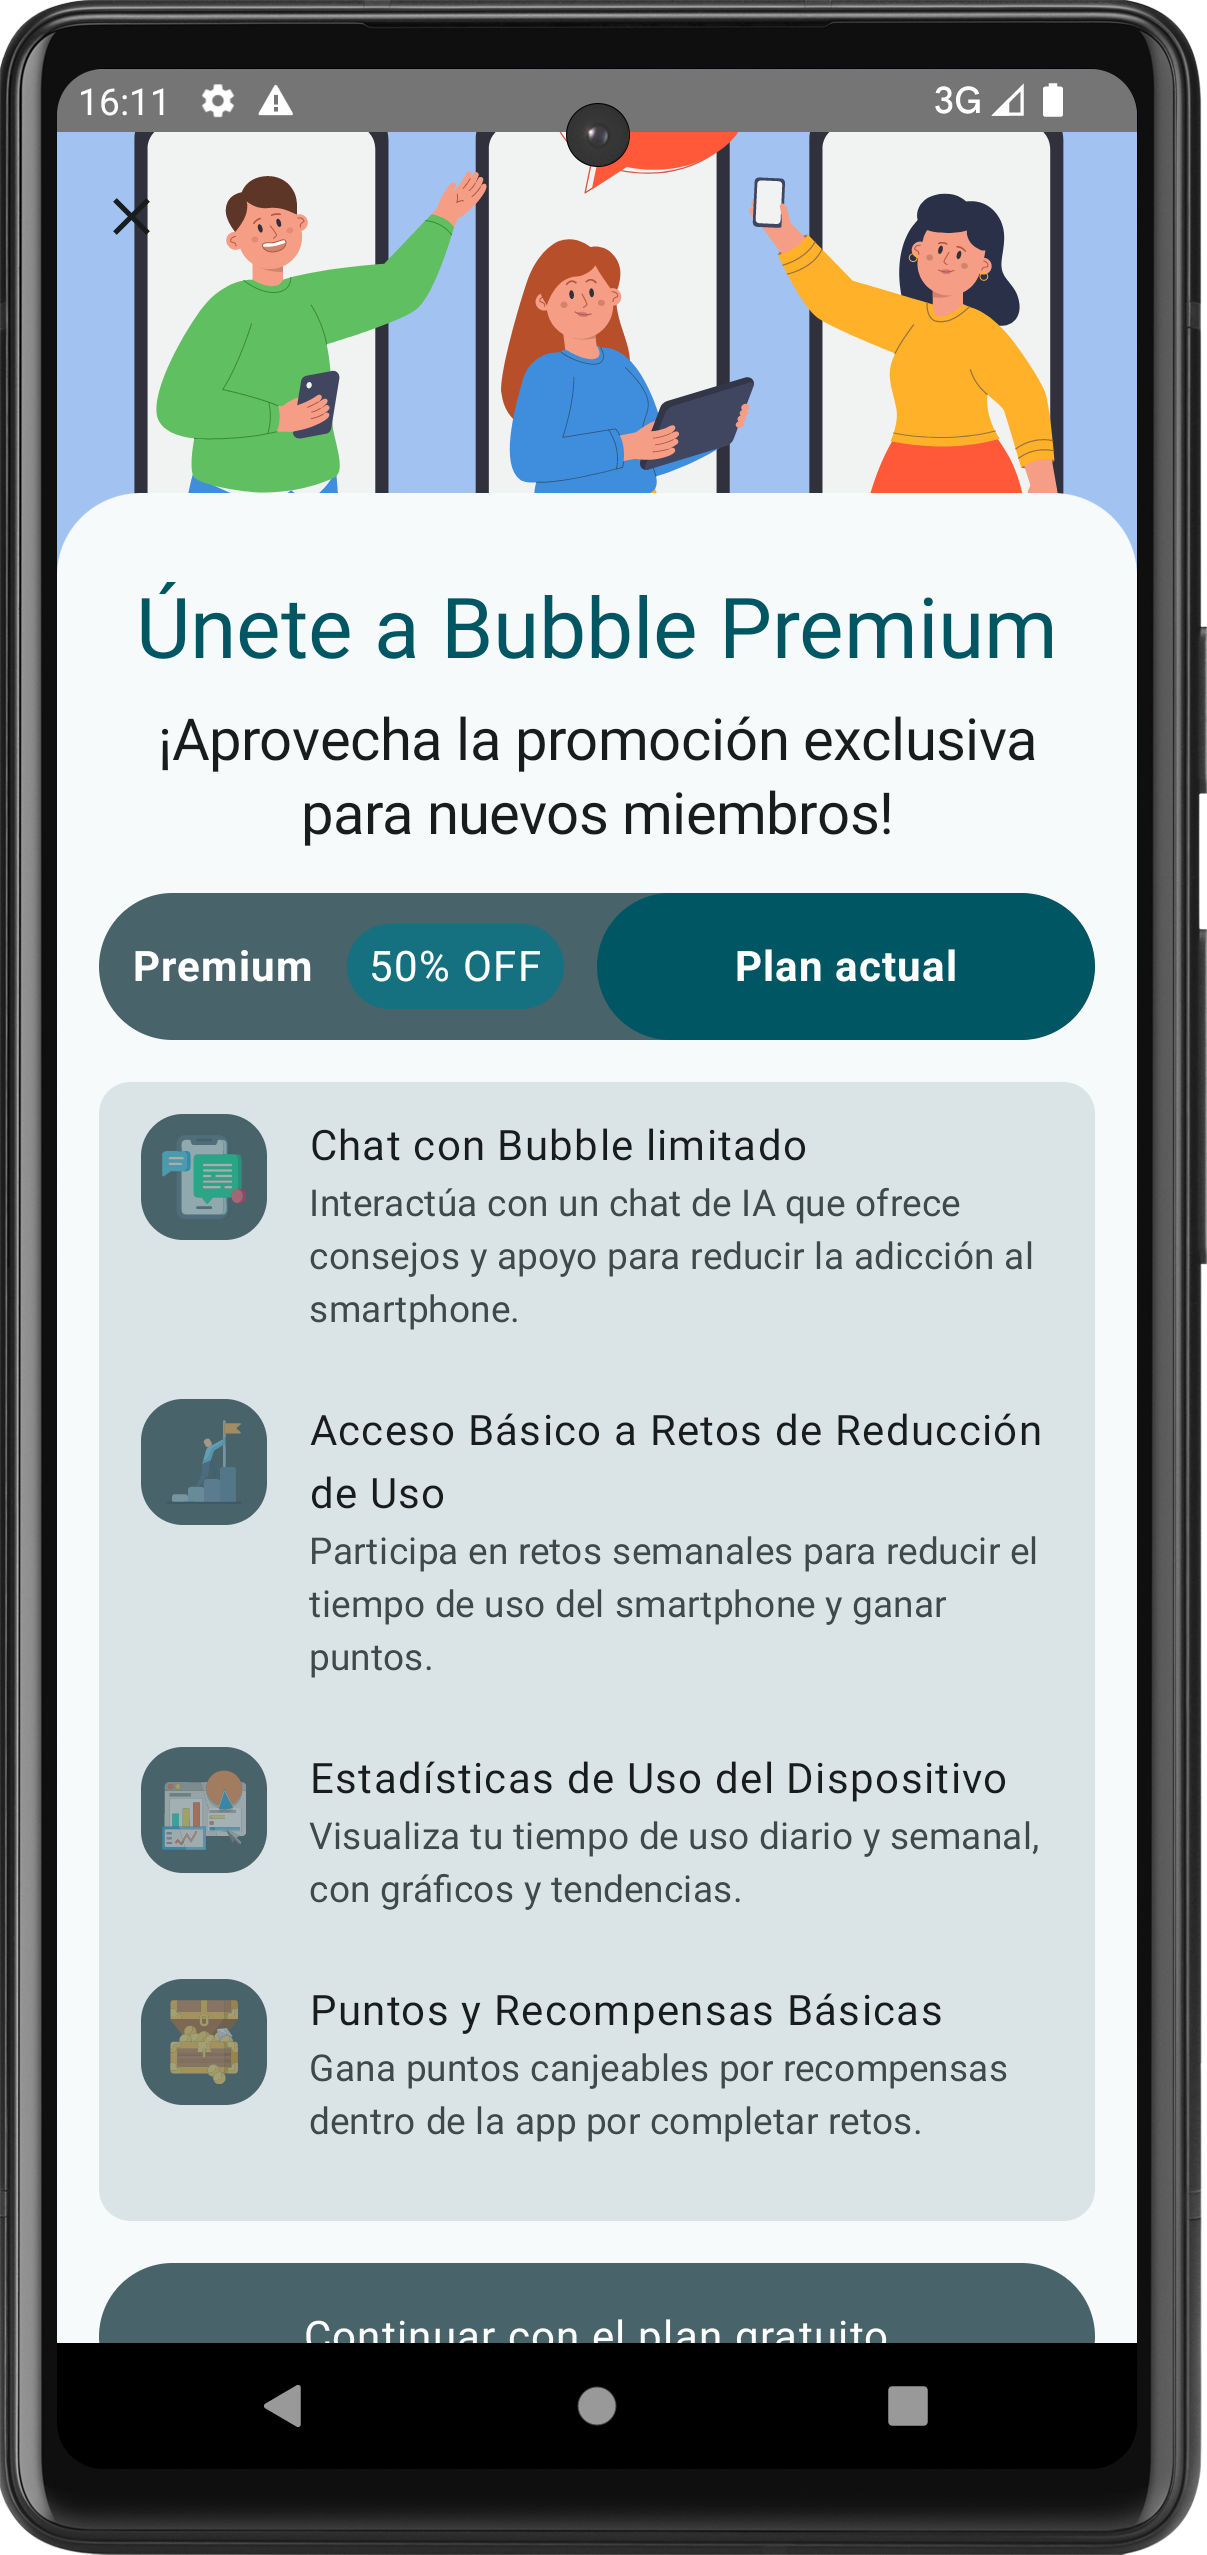 16:11
3G
Únete a Bubble Premium
¡Aprovecha la promoción exclusiva
para nuevos miembros!
Premium 50% OFF Plan actual
Chat con Bubble limitado
Interactúa con un chat de IA que ofrece
consejos y apoyo para reducir la adicción al
smartphone.
Acceso Básico a Retos de Reducción
de Uso
Participa en retos semanales para reducir el
tiempo de uso del smartphone y ganar
puntos.
Estadísticas de Uso del Dispositivo
Visualiza tu tiempo de uso diario y semanal,
con gráficos y tendencias.
Puntos y Recompensas Básicas
Gana puntos canjeables por recompensas
dentro de la app por completar retos.
Continuar con el plan gratuito